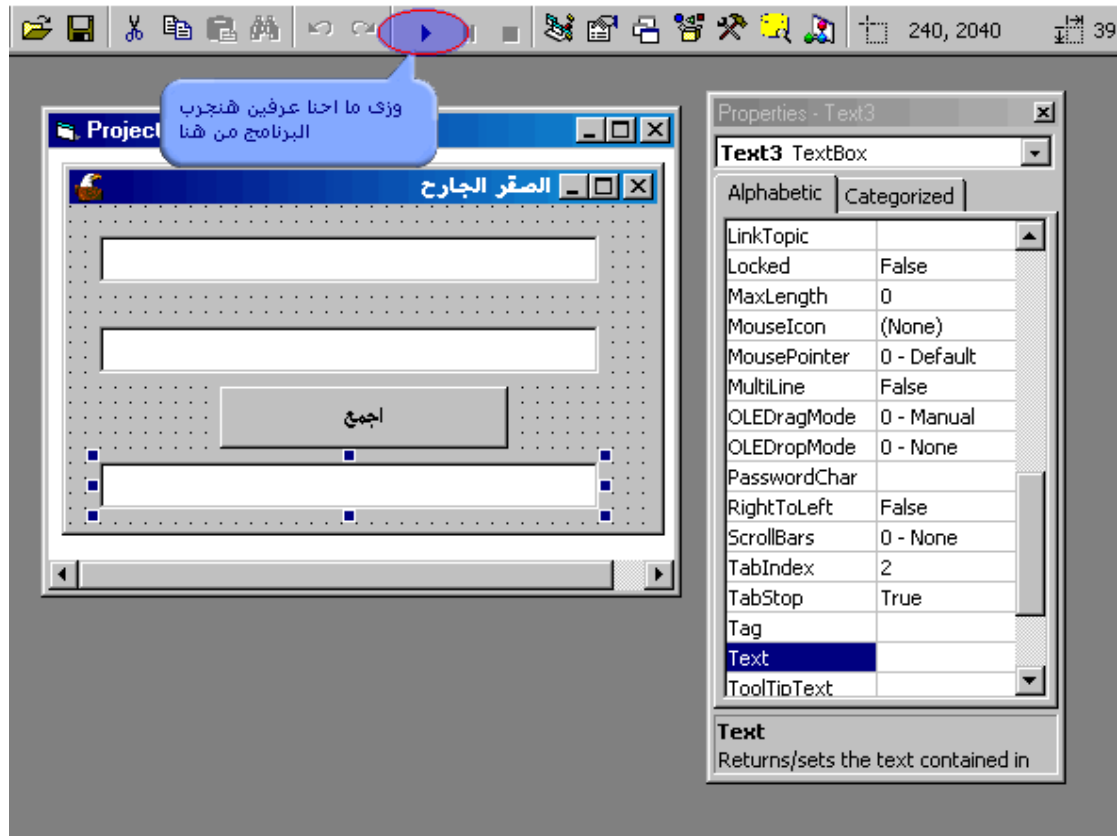 240, 2040
39
وزى ما احنا عرفين هنجرب
البرنامج من هنا
Project
الصقر الجارح
اجمع
Properties - Text3
Text3 TextBox
Alphabetic
Categorized
LinkTopic
Locked False
MaxLength 0
MouseIcon (None)
MousePointer 0 - Default
MultiLine False
OLEDragMode 0 - Manual
OLEDropMode 0 - None
PasswordChar
RightToLeft False
ScrollBars 0 - None
TabIndex 2
TabStop True
Tag
Text
ToolTipText
Text
Returns/sets the text contained in